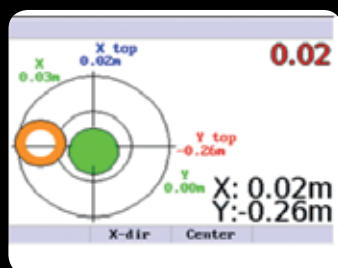 X top
0.02m
0.02
X
0.03m
Y top
-0.26m
Y
0.00m
X: 0.02m
Y:-0.26m
X-dir Center